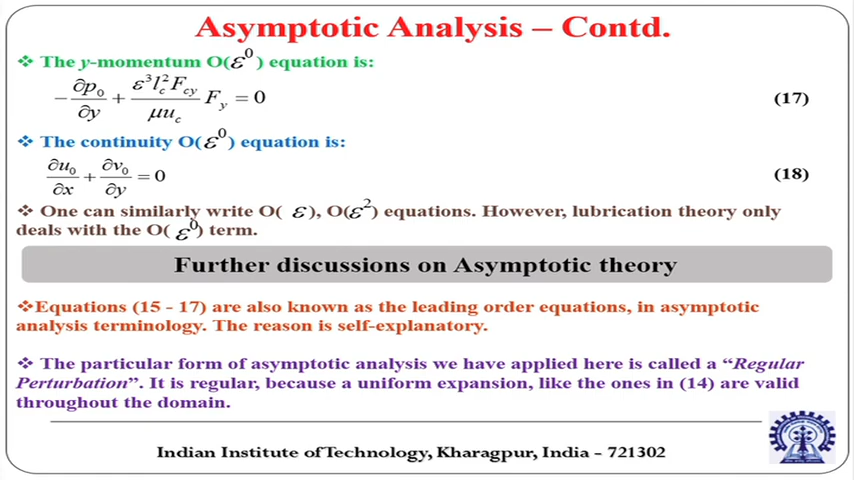 Asymptotic Analysis – Contd.
❖ The y-momentum O(ε⁰) equation is:
−∂p₀/∂y + (ε³l_c²F_cy/μu_c) F_y = 0 (17)
❖ The continuity O(ε⁰) equation is:
∂u₀/∂x + ∂v₀/∂y = 0 (18)
❖ One can similarly write O( ε), O(ε²) equations. However, lubrication theory only
deals with the O( ε⁰) term.
Further discussions on Asymptotic theory
❖Equations (15 - 17) are also known as the leading order equations, in asymptotic
analysis terminology. The reason is self-explanatory.
❖ The particular form of asymptotic analysis we have applied here is called a “Regular
Perturbation”. It is regular, because a uniform expansion, like the ones in (14) are valid
throughout the domain.
Indian Institute of Technology, Kharagpur, India - 721302